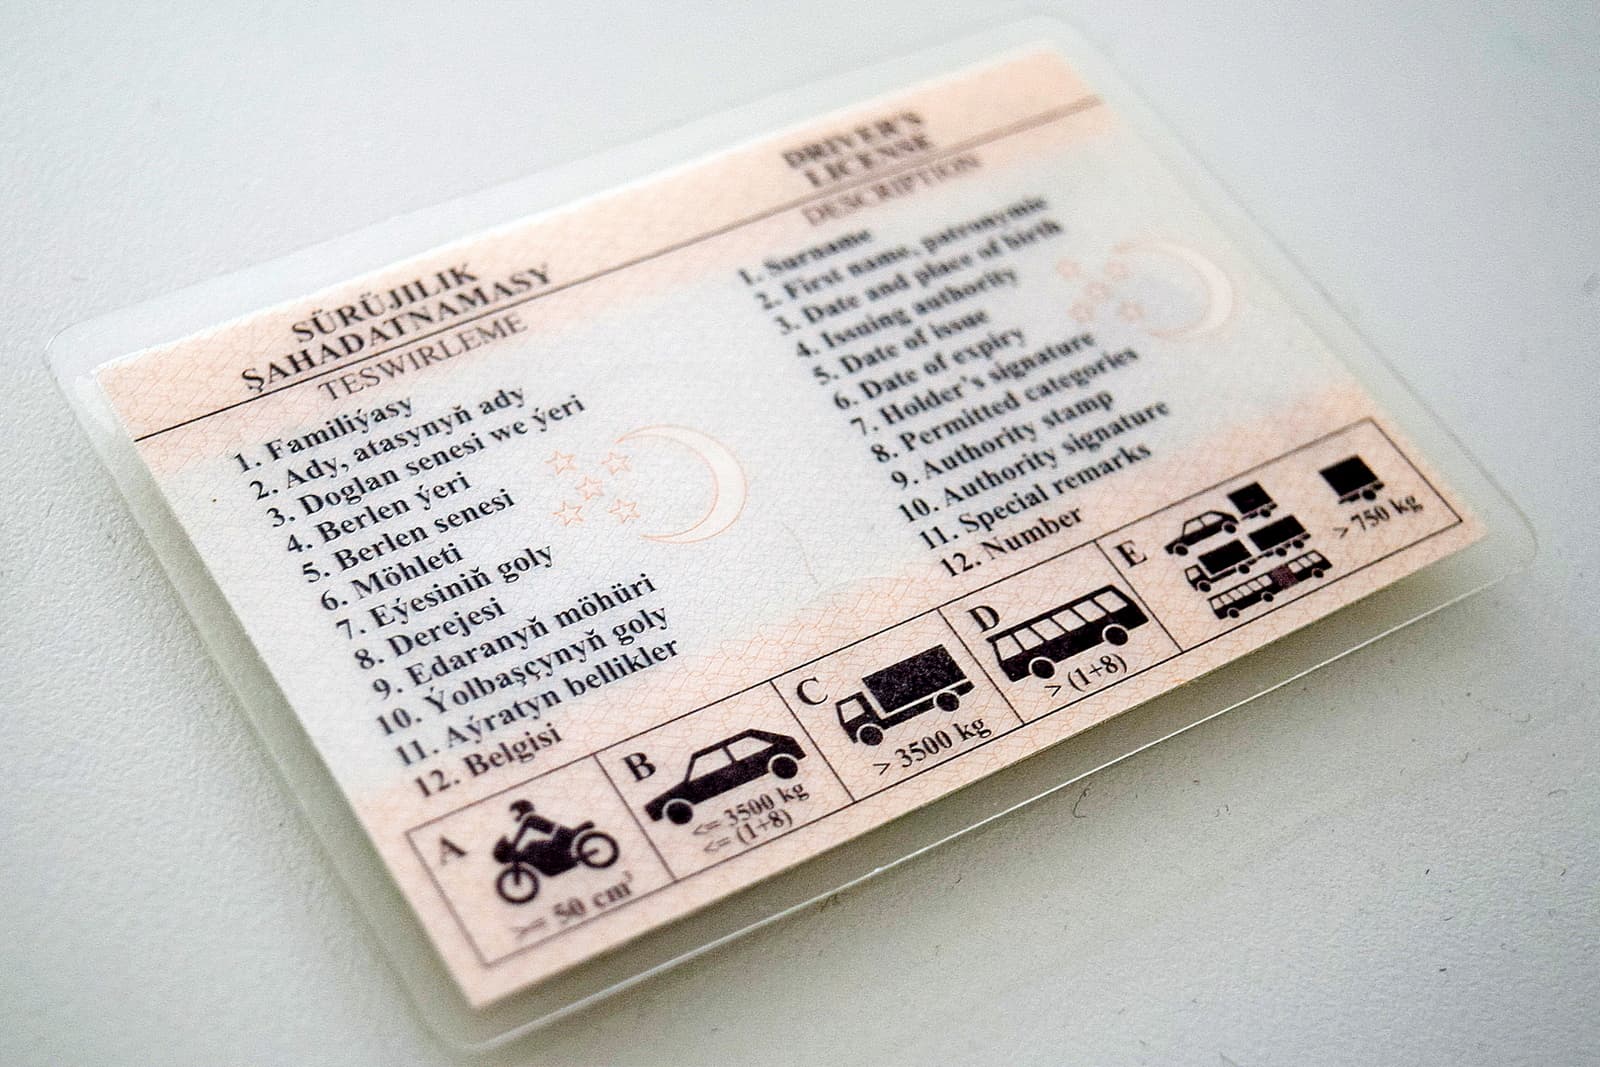 SÜRÜJILIK
ŞAHADATNAMASY
TESWIRLEME
1. Familiýasy
2. Ady, atasynyň ady
3. Doglan senesi we ýeri
4. Berlen ýeri
5. Berlen senesi
6. Möhleti
7. Eýesiniň goly
8. Derejesi
9. Edaranyň möhüri
10. Ýolbaşçynyň goly
11. Aýratyn bellikler
12. Belgisi
DRIVER'S
LICENSE
DESCRIPTION
1. Surname
2. First name, patronymic
3. Date and place of birth
4. Issuing authority
5. Date of issue
6. Date of expiry
7. Holder's signature
8. Permitted categories
9. Authority stamp
10. Authority signature
11. Special remarks
12. Number
A
>= 50 cm³
B
<= 3500 kg
<= (1+8)
C
> 3500 kg
D
> (1+8)
E
> 750 kg